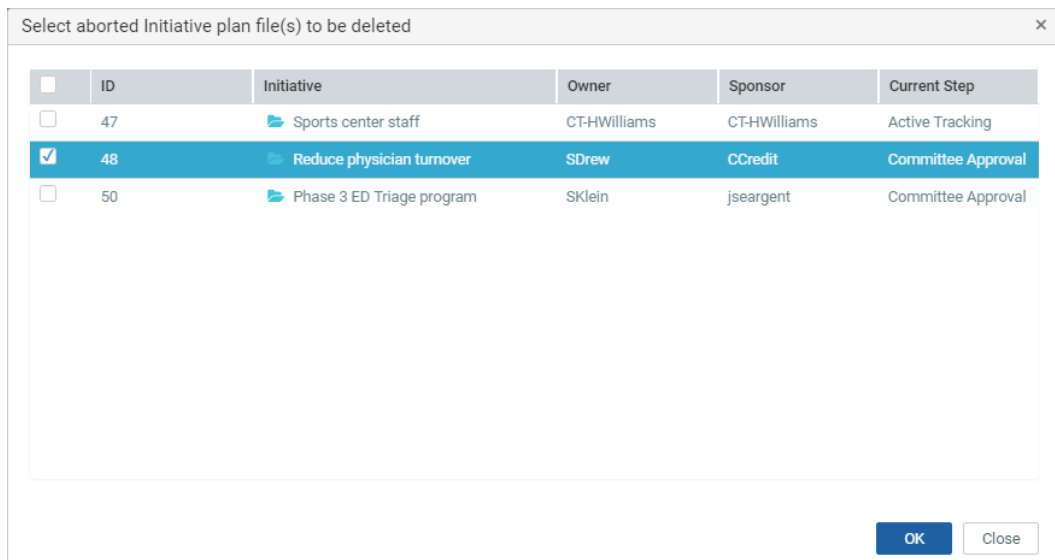 Select aborted Initiative plan file(s) to be deleted ×
ID Initiative Owner Sponsor Current Step
47 Sports center staff CT-HWilliams CT-HWilliams Active Tracking
48 Reduce physician turnover SDrew CCredit Committee Approval
50 Phase 3 ED Triage program SKlein jseargent Committee Approval
OK Close